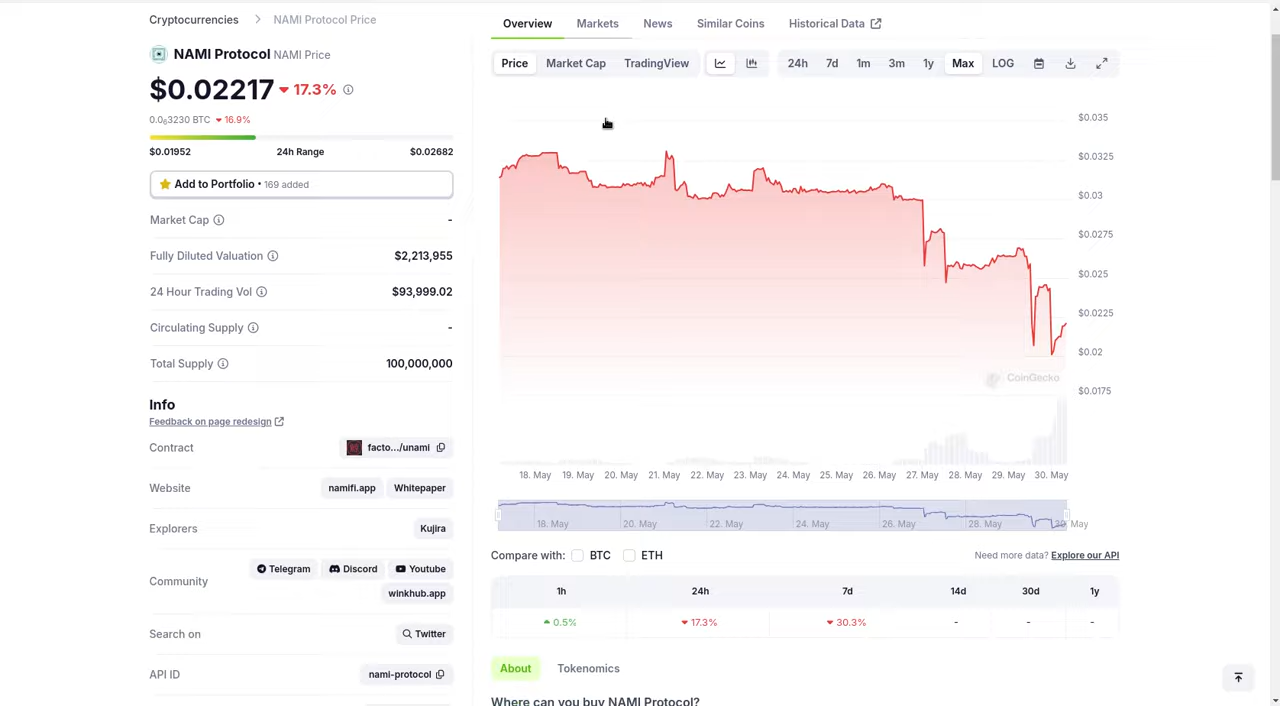 Cryptocurrencies > NAMI Protocol Price
NAMI Protocol NAMI Price
$0.02217 17.3%
0.0₆3230 BTC 16.9%
$0.01952 24h Range $0.02682
Add to Portfolio • 169 added
Market Cap -
Fully Diluted Valuation $2,213,955
24 Hour Trading Vol $93,999.02
Circulating Supply -
Total Supply 100,000,000
Info
Feedback on page redesign
Contract facto.../unami
Website namifi.app Whitepaper
Explorers Kujira
Community Telegram Discord Youtube
winkhub.app
Search on Twitter
API ID nami-protocol
Overview Markets News Similar Coins Historical Data
Price Market Cap TradingView 24h 7d 1m 3m 1y Max LOG
$0.035
$0.0325
$0.03
$0.0275
$0.025
$0.0225
$0.02
$0.0175
CoinGecko
18. May 19. May 20. May 21. May 22. May 23. May 24. May 25. May 26. May 27. May 28. May 29. May 30. May
18. May 20. May 22. May 24. May 26. May 28. May 30. May
Compare with: BTC ETH Need more data? Explore our API
1h 24h 7d 14d 30d 1y
0.5% 17.3% 30.3% - - -
About Tokenomics
Where can you buy NAMI Protocol?